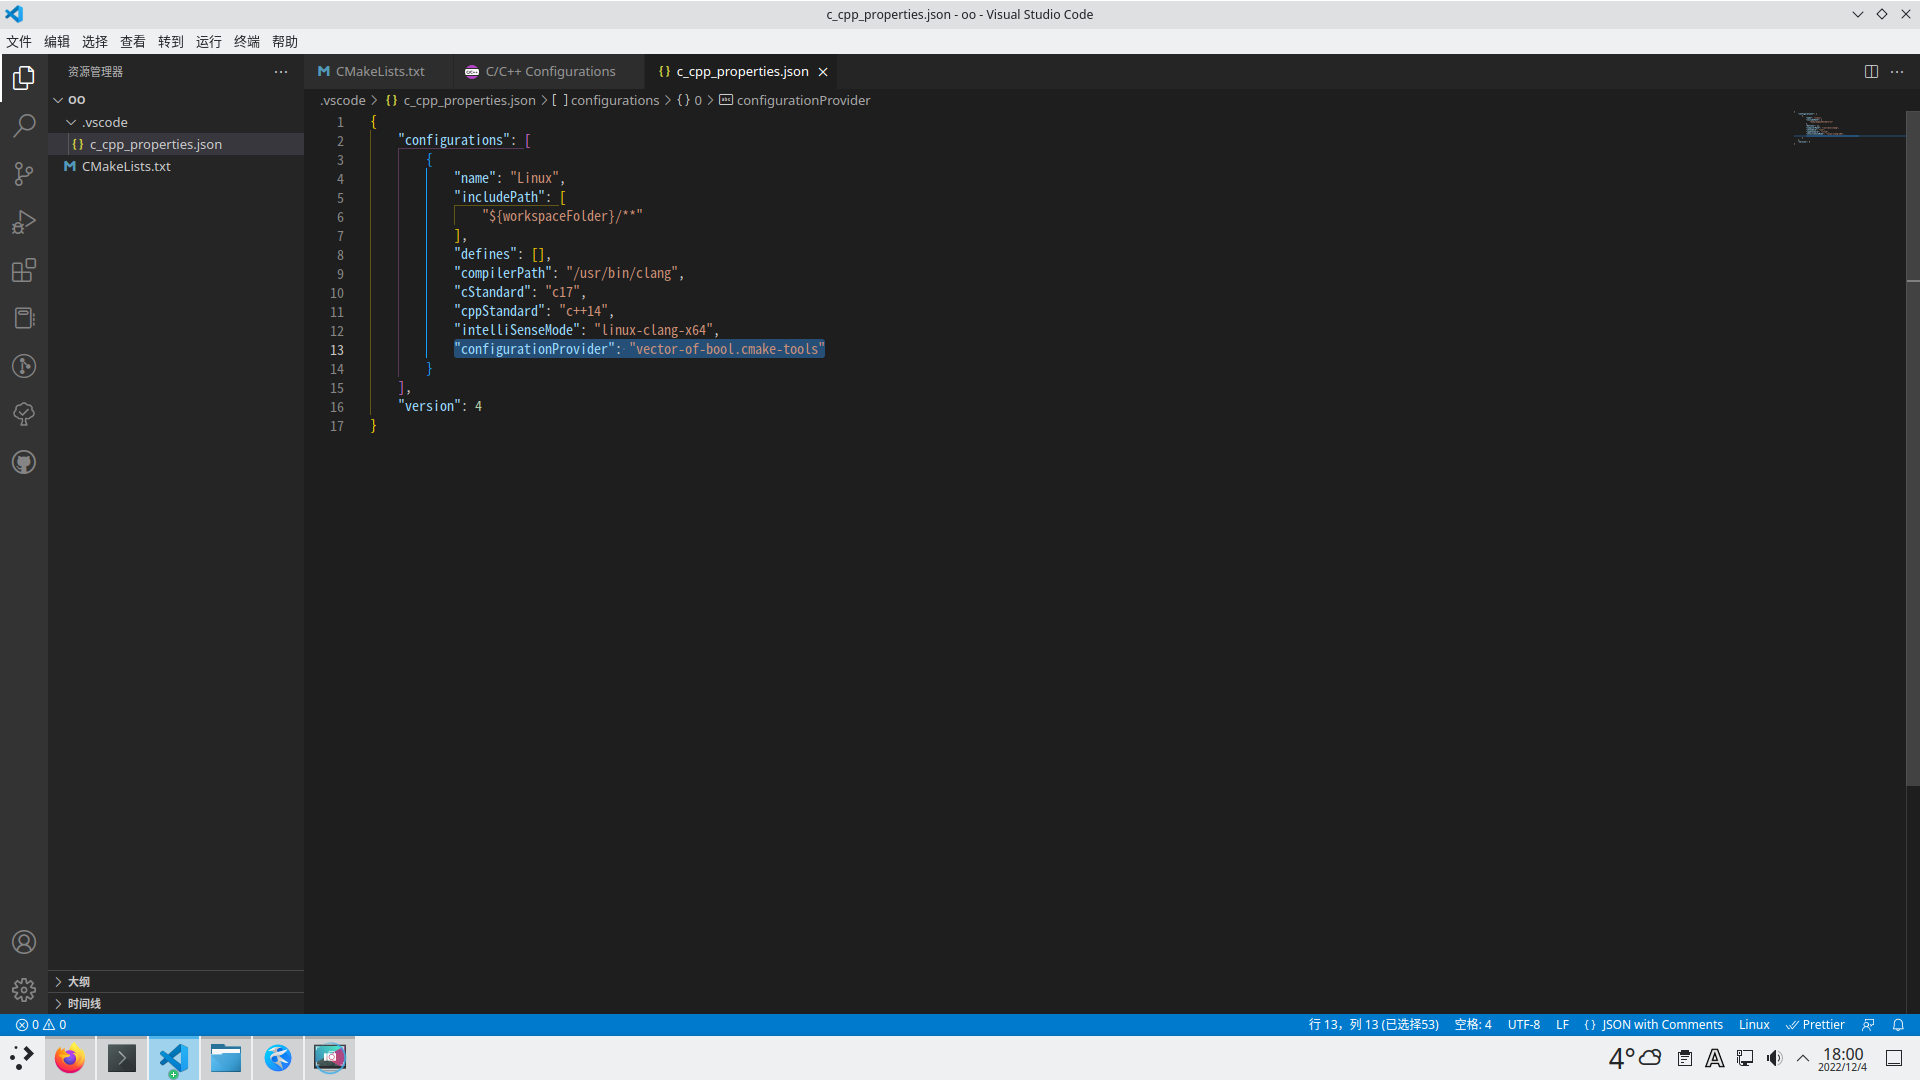 c_cpp_properties.json - oo - Visual Studio Code
文件 编辑 选择 查看 转到 运行 终端 帮助
资源管理器
OO
.vscode
{} c_cpp_properties.json
M CMakeLists.txt
大纲
时间线
M CMakeLists.txt
C/C++ Configurations
{} c_cpp_properties.json
.vscode > {} c_cpp_properties.json > [ ] configurations > {} 0 > abc configurationProvider
1 {
2 "configurations": [
3 {
4 "name": "Linux",
5 "includePath": [
6 "${workspaceFolder}/**"
7 ],
8 "defines": [],
9 "compilerPath": "/usr/bin/clang",
10 "cStandard": "c17",
11 "cppStandard": "c++14",
12 "intelliSenseMode": "linux-clang-x64",
13 "configurationProvider": "vector-of-bool.cmake-tools"
14 }
15 ],
16 "version": 4
17 }
0 0
行 13，列 13 (已选择53) 空格: 4 UTF-8 LF {} JSON with Comments Linux Prettier
4° A 18:00
2022/12/4